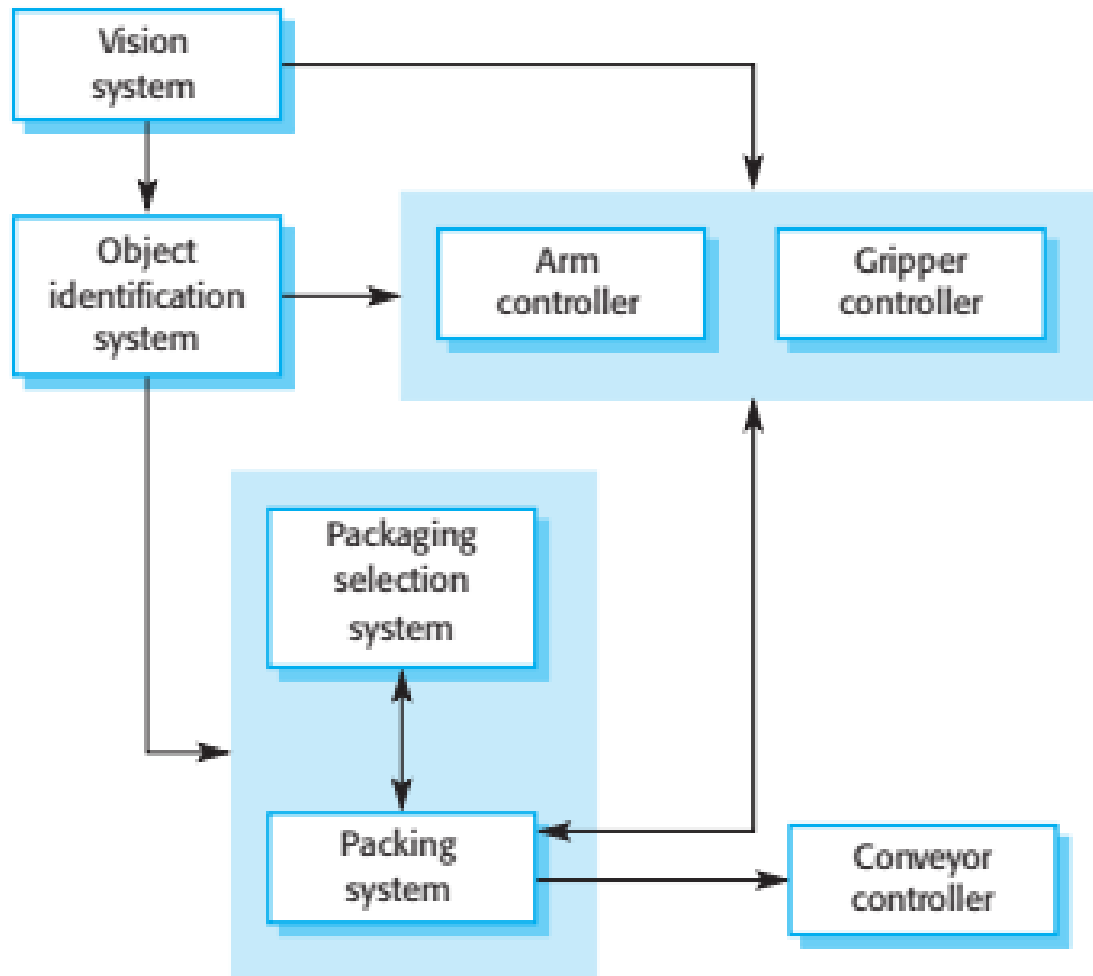 Vision
system
Object
identification
system
Arm
controller
Gripper
controller
Packaging
selection
system
Packing
system
Conveyor
controller